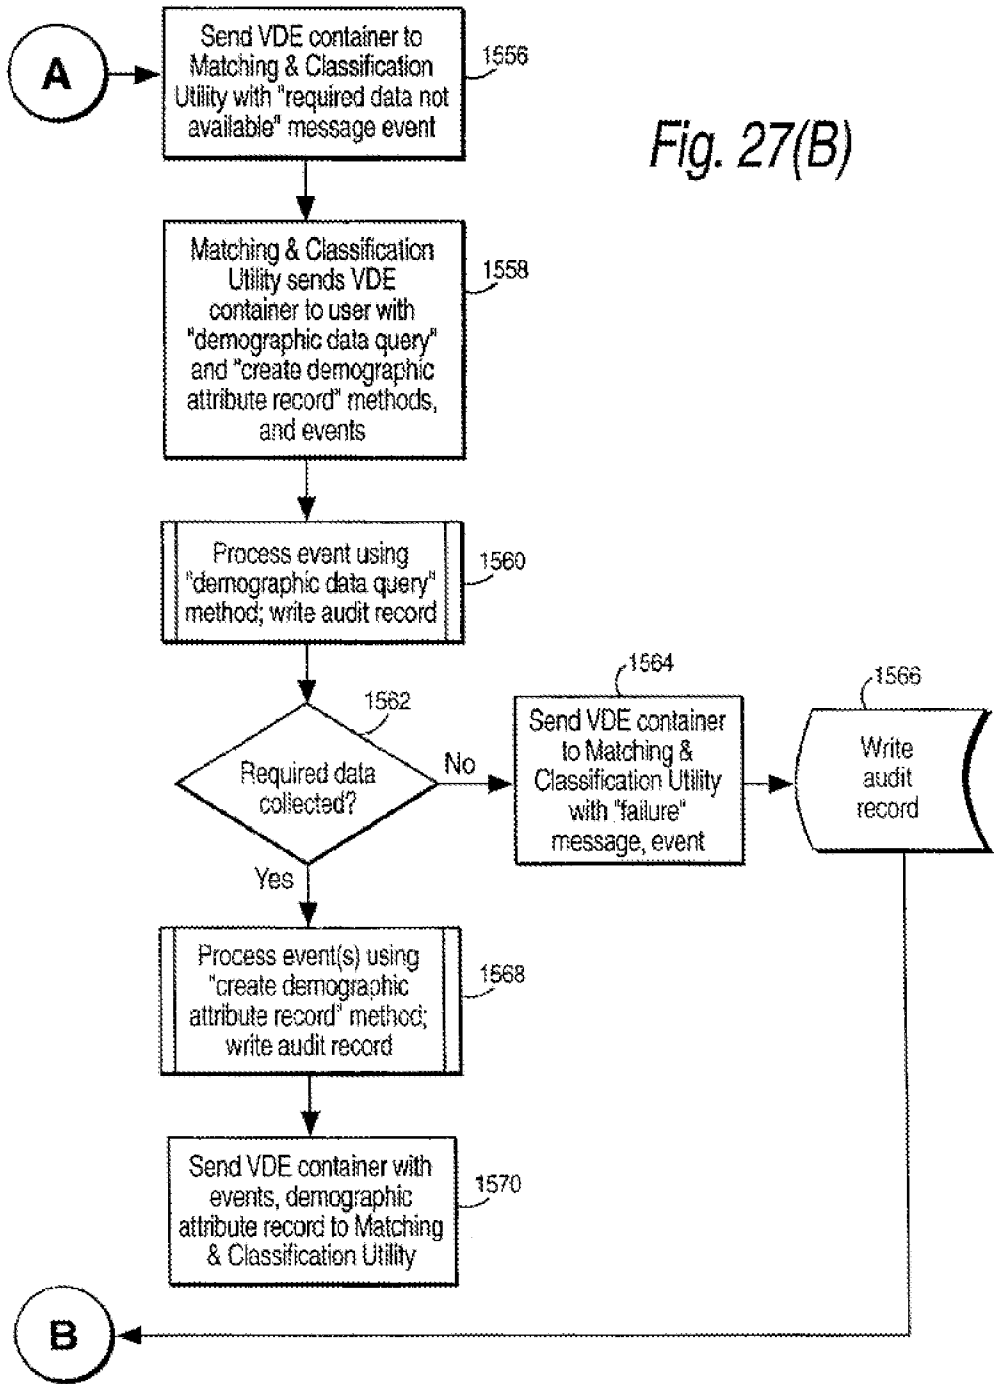 A
Send VDE container to
Matching & Classification
Utility with "required data not
available" message event
1556
Fig. 27(B)
Matching & Classification
Utility sends VDE
container to user with
"demographic data query"
and "create demographic
attribute record" methods,
and events
1558
Process event using
"demographic data query"
method; write audit record
1560
1562
Required data
collected?
No
Yes
1564
Send VDE container
to Matching &
Classification Utility
with "failure"
message, event
1566
Write
audit
record
Process event(s) using
"create demographic
attribute record" method;
write audit record
1568
Send VDE container with
events, demographic
attribute record to Matching
& Classification Utility
1570
B